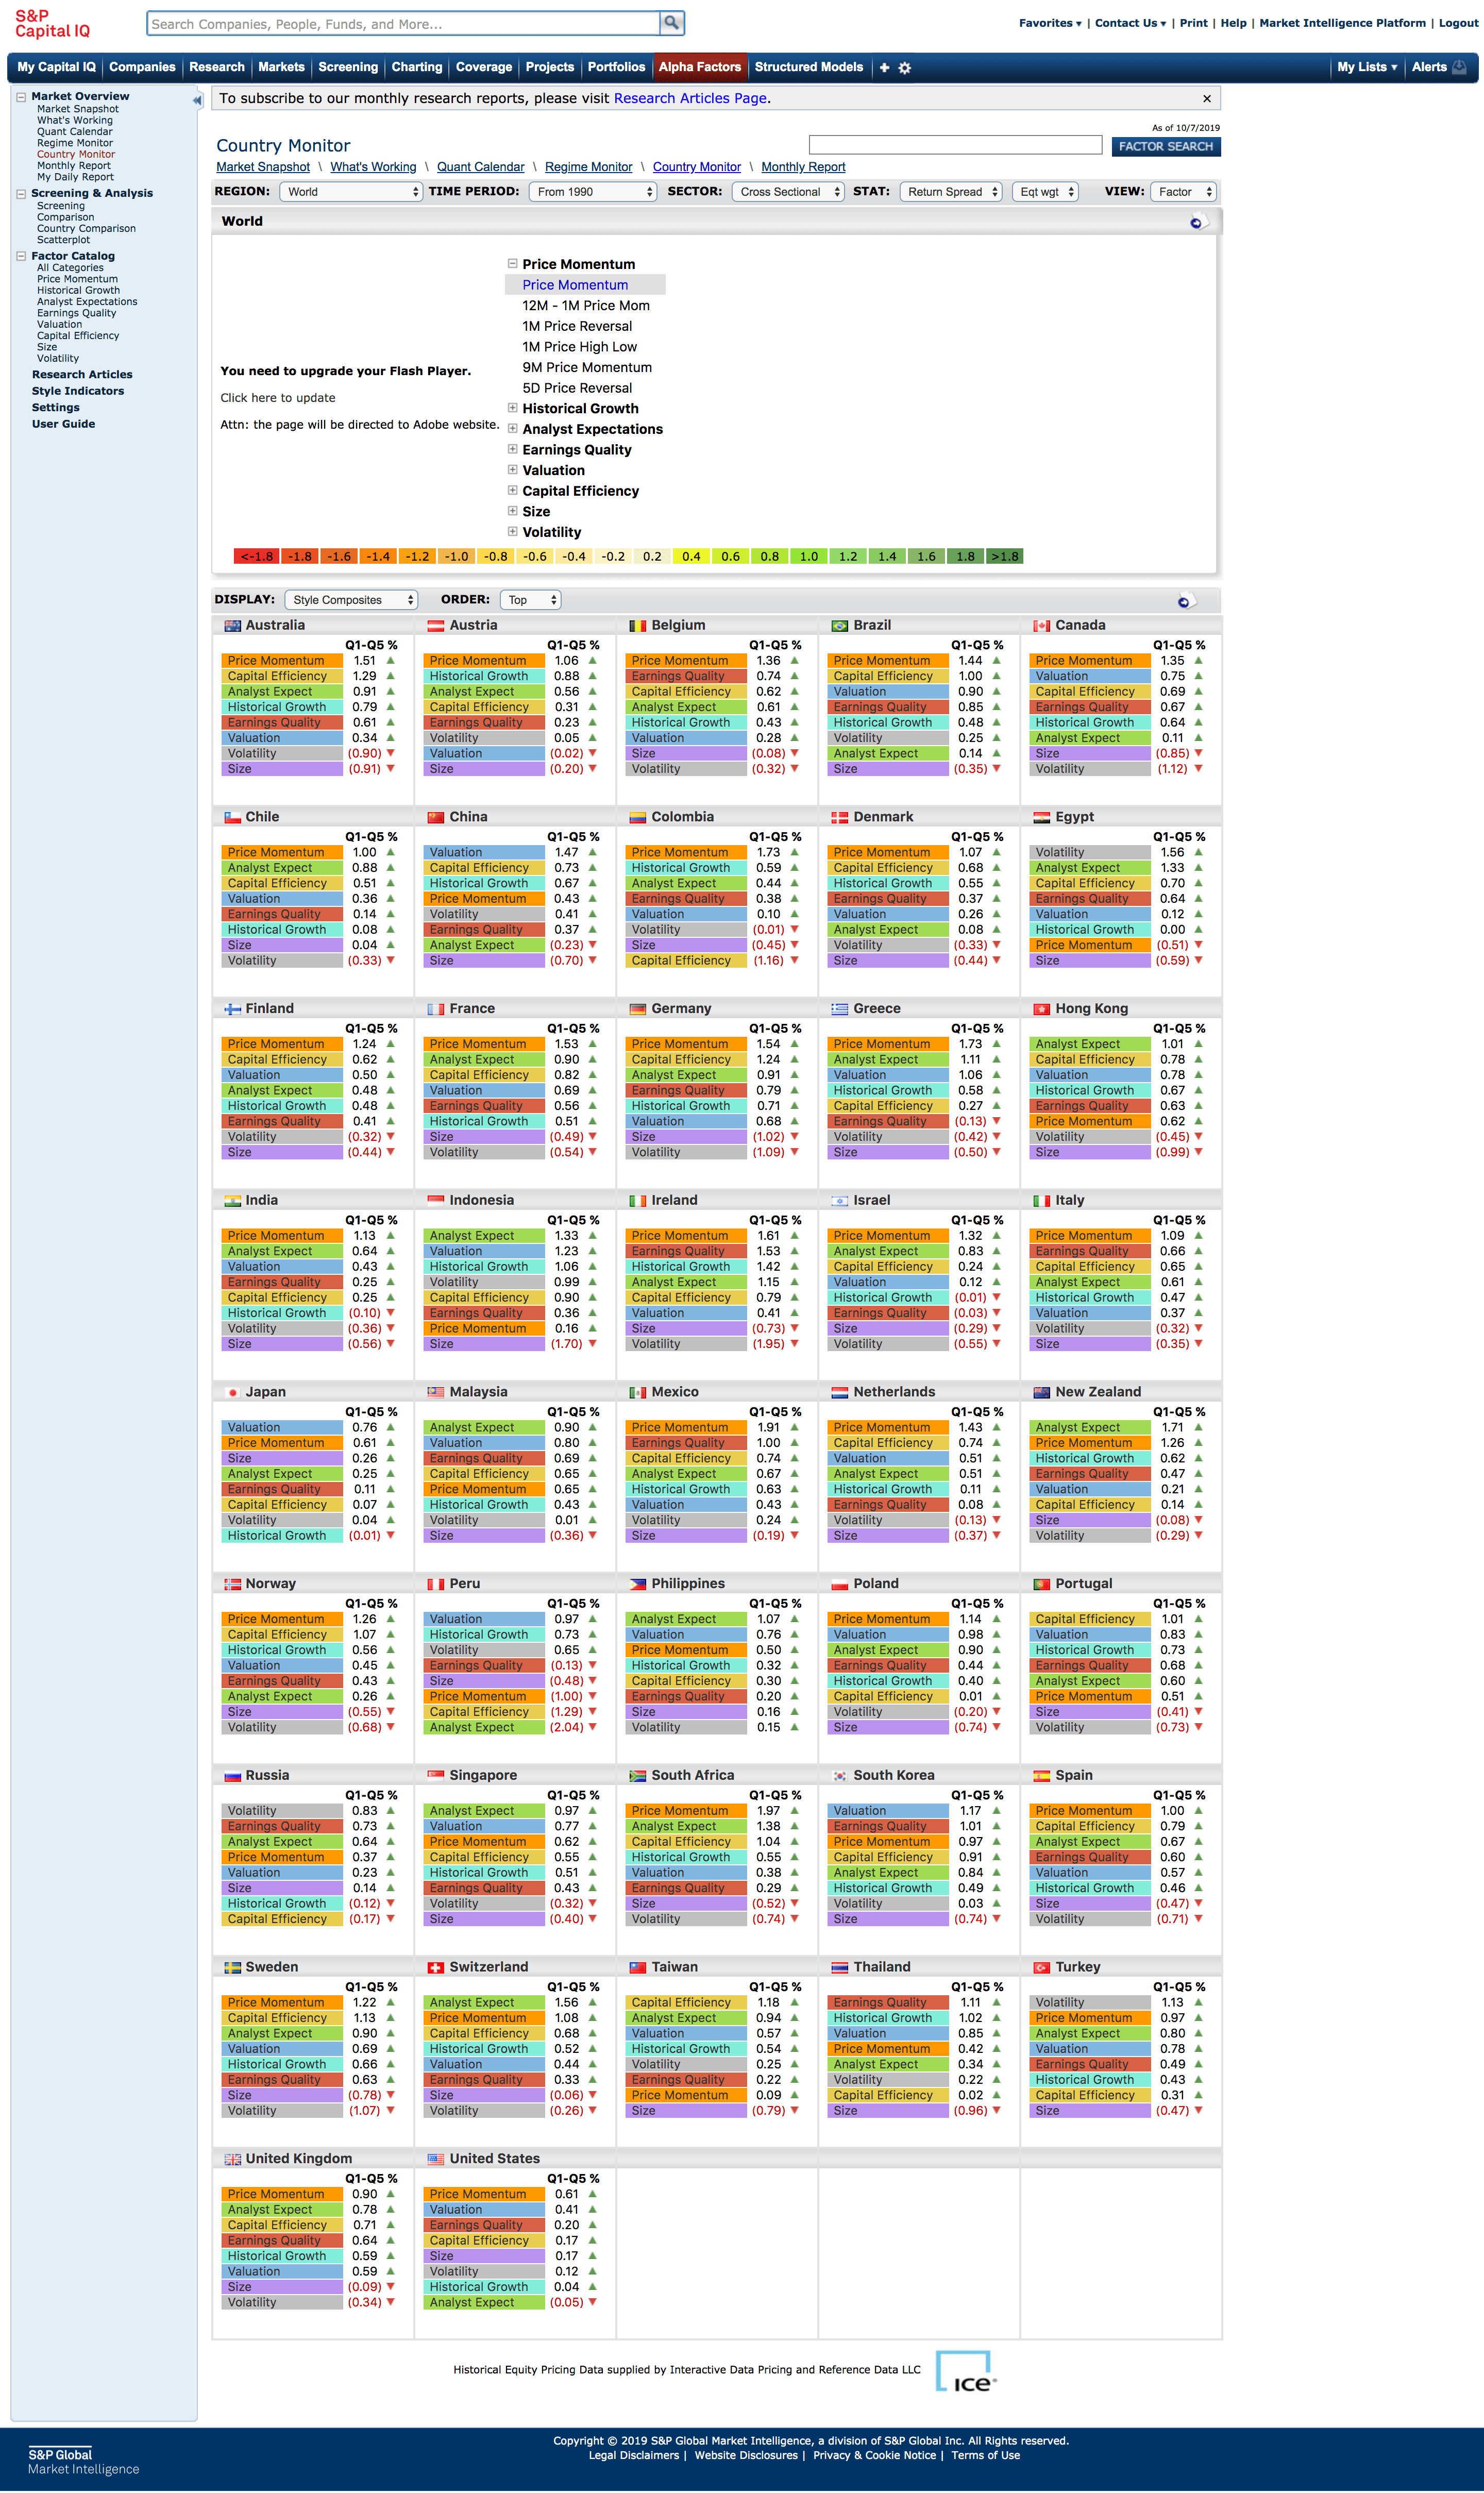 S&P
Capital IQ
Search Companies, People, Funds, and More...
Favorites ▾ | Contact Us ▾ | Print | Help | Market Intelligence Platform | Logout
My Capital IQ Companies Research Markets Screening Charting Coverage Projects Portfolios Alpha Factors Structured Models My Lists ▾ Alerts
Market Overview
Market Snapshot
What's Working
Quant Calendar
Regime Monitor
Country Monitor
Monthly Report
My Daily Report
Screening & Analysis
Screening
Comparison
Country Comparison
Scatterplot
Factor Catalog
All Categories
Price Momentum
Historical Growth
Analyst Expectations
Earnings Quality
Valuation
Capital Efficiency
Size
Volatility
Research Articles
Style Indicators
Settings
User Guide
To subscribe to our monthly research reports, please visit Research Articles Page.
As of 10/7/2019
Country Monitor
FACTOR SEARCH
Market Snapshot \ What's Working \ Quant Calendar \ Regime Monitor \ Country Monitor \ Monthly Report
REGION: World TIME PERIOD: From 1990 SECTOR: Cross Sectional STAT: Return Spread Eqt wgt VIEW: Factor
World
You need to upgrade your Flash Player.
Click here to update
Attn: the page will be directed to Adobe website.
Price Momentum
Price Momentum
12M - 1M Price Mom
1M Price Reversal
1M Price High Low
9M Price Momentum
5D Price Reversal
Historical Growth
Analyst Expectations
Earnings Quality
Valuation
Capital Efficiency
Size
Volatility
<-1.8 -1.8 -1.6 -1.4 -1.2 -1.0 -0.8 -0.6 -0.4 -0.2 0.2 0.4 0.6 0.8 1.0 1.2 1.4 1.6 1.8 >1.8
DISPLAY: Style Composites ORDER: Top
Australia Austria Belgium Brazil Canada
Q1-Q5 % Q1-Q5 % Q1-Q5 % Q1-Q5 % Q1-Q5 %
Price Momentum 1.51 Price Momentum 1.06 Price Momentum 1.36 Price Momentum 1.44 Price Momentum 1.35
Capital Efficiency 1.29 Historical Growth 0.88 Earnings Quality 0.74 Capital Efficiency 1.00 Valuation 0.75
Analyst Expect 0.91 Analyst Expect 0.56 Capital Efficiency 0.62 Valuation 0.90 Capital Efficiency 0.69
Historical Growth 0.79 Capital Efficiency 0.31 Analyst Expect 0.61 Earnings Quality 0.85 Earnings Quality 0.67
Earnings Quality 0.61 Earnings Quality 0.23 Historical Growth 0.43 Historical Growth 0.48 Historical Growth 0.64
Valuation 0.34 Volatility 0.05 Valuation 0.28 Volatility 0.25 Analyst Expect 0.11
Volatility (0.90) Valuation (0.02) Size (0.08) Analyst Expect 0.14 Size (0.85)
Size (0.91) Size (0.20) Volatility (0.32) Size (0.35) Volatility (1.12)
Chile China Colombia Denmark Egypt
Q1-Q5 % Q1-Q5 % Q1-Q5 % Q1-Q5 % Q1-Q5 %
Price Momentum 1.00 Valuation 1.47 Price Momentum 1.73 Price Momentum 1.07 Volatility 1.56
Analyst Expect 0.88 Capital Efficiency 0.73 Historical Growth 0.59 Capital Efficiency 0.68 Analyst Expect 1.33
Capital Efficiency 0.51 Historical Growth 0.67 Analyst Expect 0.44 Historical Growth 0.55 Capital Efficiency 0.70
Valuation 0.36 Price Momentum 0.43 Earnings Quality 0.38 Earnings Quality 0.37 Earnings Quality 0.64
Earnings Quality 0.14 Volatility 0.41 Valuation 0.10 Valuation 0.26 Valuation 0.12
Historical Growth 0.08 Earnings Quality 0.37 Volatility (0.01) Analyst Expect 0.08 Historical Growth 0.00
Size 0.04 Analyst Expect (0.23) Size (0.45) Volatility (0.33) Price Momentum (0.51)
Volatility (0.33) Size (0.70) Capital Efficiency (1.16) Size (0.44) Size (0.59)
Finland France Germany Greece Hong Kong
Q1-Q5 % Q1-Q5 % Q1-Q5 % Q1-Q5 % Q1-Q5 %
Price Momentum 1.24 Price Momentum 1.53 Price Momentum 1.54 Price Momentum 1.73 Analyst Expect 1.01
Capital Efficiency 0.62 Analyst Expect 0.90 Capital Efficiency 1.24 Analyst Expect 1.11 Capital Efficiency 0.78
Valuation 0.50 Capital Efficiency 0.82 Analyst Expect 0.91 Valuation 1.06 Valuation 0.78
Analyst Expect 0.48 Valuation 0.69 Earnings Quality 0.79 Historical Growth 0.58 Historical Growth 0.67
Historical Growth 0.48 Earnings Quality 0.56 Historical Growth 0.71 Capital Efficiency 0.27 Earnings Quality 0.63
Earnings Quality 0.41 Historical Growth 0.51 Valuation 0.68 Earnings Quality (0.13) Price Momentum 0.62
Volatility (0.32) Size (0.49) Size (1.02) Volatility (0.42) Volatility (0.45)
Size (0.44) Volatility (0.54) Volatility (1.09) Size (0.50) Size (0.99)
India Indonesia Ireland Israel Italy
Q1-Q5 % Q1-Q5 % Q1-Q5 % Q1-Q5 % Q1-Q5 %
Price Momentum 1.13 Analyst Expect 1.33 Price Momentum 1.61 Price Momentum 1.32 Price Momentum 1.09
Analyst Expect 0.64 Valuation 1.23 Earnings Quality 1.53 Analyst Expect 0.83 Earnings Quality 0.66
Valuation 0.43 Historical Growth 1.06 Historical Growth 1.42 Capital Efficiency 0.24 Capital Efficiency 0.65
Earnings Quality 0.25 Volatility 0.99 Analyst Expect 1.15 Valuation 0.12 Analyst Expect 0.61
Capital Efficiency 0.25 Capital Efficiency 0.90 Capital Efficiency 0.79 Historical Growth (0.01) Historical Growth 0.47
Historical Growth (0.10) Earnings Quality 0.36 Valuation 0.41 Earnings Quality (0.03) Valuation 0.37
Volatility (0.36) Price Momentum 0.16 Size (0.73) Size (0.29) Volatility (0.32)
Size (0.56) Size (1.70) Volatility (1.95) Volatility (0.55) Size (0.35)
Japan Malaysia Mexico Netherlands New Zealand
Q1-Q5 % Q1-Q5 % Q1-Q5 % Q1-Q5 % Q1-Q5 %
Valuation 0.76 Analyst Expect 0.90 Price Momentum 1.91 Price Momentum 1.43 Analyst Expect 1.71
Price Momentum 0.61 Valuation 0.80 Earnings Quality 1.00 Capital Efficiency 0.74 Price Momentum 1.26
Size 0.26 Earnings Quality 0.69 Capital Efficiency 0.74 Valuation 0.51 Historical Growth 0.62
Analyst Expect 0.25 Capital Efficiency 0.65 Analyst Expect 0.67 Analyst Expect 0.51 Earnings Quality 0.47
Earnings Quality 0.11 Price Momentum 0.65 Historical Growth 0.63 Historical Growth 0.11 Valuation 0.21
Capital Efficiency 0.07 Historical Growth 0.43 Valuation 0.43 Earnings Quality 0.08 Capital Efficiency 0.14
Volatility 0.04 Volatility 0.01 Volatility 0.24 Volatility (0.13) Size (0.08)
Historical Growth (0.01) Size (0.36) Size (0.19) Size (0.37) Volatility (0.29)
Norway Peru Philippines Poland Portugal
Q1-Q5 % Q1-Q5 % Q1-Q5 % Q1-Q5 % Q1-Q5 %
Price Momentum 1.26 Valuation 0.97 Analyst Expect 1.07 Price Momentum 1.14 Capital Efficiency 1.01
Capital Efficiency 1.07 Historical Growth 0.73 Valuation 0.76 Valuation 0.98 Valuation 0.83
Historical Growth 0.56 Volatility 0.65 Price Momentum 0.50 Analyst Expect 0.90 Historical Growth 0.73
Valuation 0.45 Earnings Quality (0.13) Historical Growth 0.32 Earnings Quality 0.44 Earnings Quality 0.68
Earnings Quality 0.43 Size (0.48) Capital Efficiency 0.30 Historical Growth 0.40 Analyst Expect 0.60
Analyst Expect 0.26 Price Momentum (1.00) Earnings Quality 0.20 Capital Efficiency 0.01 Price Momentum 0.51
Size (0.55) Capital Efficiency (1.29) Size 0.16 Volatility (0.20) Size (0.41)
Volatility (0.68) Analyst Expect (2.04) Volatility 0.15 Size (0.74) Volatility (0.73)
Russia Singapore South Africa South Korea Spain
Q1-Q5 % Q1-Q5 % Q1-Q5 % Q1-Q5 % Q1-Q5 %
Volatility 0.83 Analyst Expect 0.97 Price Momentum 1.97 Valuation 1.17 Price Momentum 1.00
Earnings Quality 0.73 Valuation 0.77 Analyst Expect 1.38 Earnings Quality 1.01 Capital Efficiency 0.79
Analyst Expect 0.64 Price Momentum 0.62 Capital Efficiency 1.04 Price Momentum 0.97 Analyst Expect 0.67
Price Momentum 0.37 Capital Efficiency 0.55 Historical Growth 0.55 Capital Efficiency 0.91 Earnings Quality 0.60
Valuation 0.23 Historical Growth 0.51 Valuation 0.38 Analyst Expect 0.84 Valuation 0.57
Size 0.14 Earnings Quality 0.43 Earnings Quality 0.29 Historical Growth 0.49 Historical Growth 0.46
Historical Growth (0.12) Volatility (0.32) Size (0.52) Volatility 0.03 Size (0.47)
Capital Efficiency (0.17) Size (0.40) Volatility (0.74) Size (0.74) Volatility (0.71)
Sweden Switzerland Taiwan Thailand Turkey
Q1-Q5 % Q1-Q5 % Q1-Q5 % Q1-Q5 % Q1-Q5 %
Price Momentum 1.22 Analyst Expect 1.56 Capital Efficiency 1.18 Earnings Quality 1.11 Volatility 1.13
Capital Efficiency 1.13 Price Momentum 1.08 Analyst Expect 0.94 Historical Growth 1.02 Price Momentum 0.97
Analyst Expect 0.90 Capital Efficiency 0.68 Valuation 0.57 Valuation 0.85 Analyst Expect 0.80
Valuation 0.69 Historical Growth 0.52 Historical Growth 0.54 Price Momentum 0.42 Valuation 0.78
Historical Growth 0.66 Valuation 0.44 Volatility 0.25 Analyst Expect 0.34 Earnings Quality 0.49
Earnings Quality 0.63 Earnings Quality 0.33 Earnings Quality 0.22 Volatility 0.22 Historical Growth 0.43
Size (0.78) Size (0.06) Price Momentum 0.09 Capital Efficiency 0.02 Capital Efficiency 0.31
Volatility (1.07) Volatility (0.26) Size (0.79) Size (0.96) Size (0.47)
United Kingdom United States
Q1-Q5 % Q1-Q5 %
Price Momentum 0.90 Price Momentum 0.61
Analyst Expect 0.78 Valuation 0.41
Capital Efficiency 0.71 Earnings Quality 0.20
Earnings Quality 0.64 Capital Efficiency 0.17
Historical Growth 0.59 Size 0.17
Valuation 0.59 Volatility 0.12
Size (0.09) Historical Growth 0.04
Volatility (0.34) Analyst Expect (0.05)
Historical Equity Pricing Data supplied by Interactive Data Pricing and Reference Data LLC
ice
S&P Global
Market Intelligence
Copyright © 2019 S&P Global Market Intelligence, a division of S&P Global Inc. All Rights reserved.
Legal Disclaimers | Website Disclosures | Privacy & Cookie Notice | Terms of Use